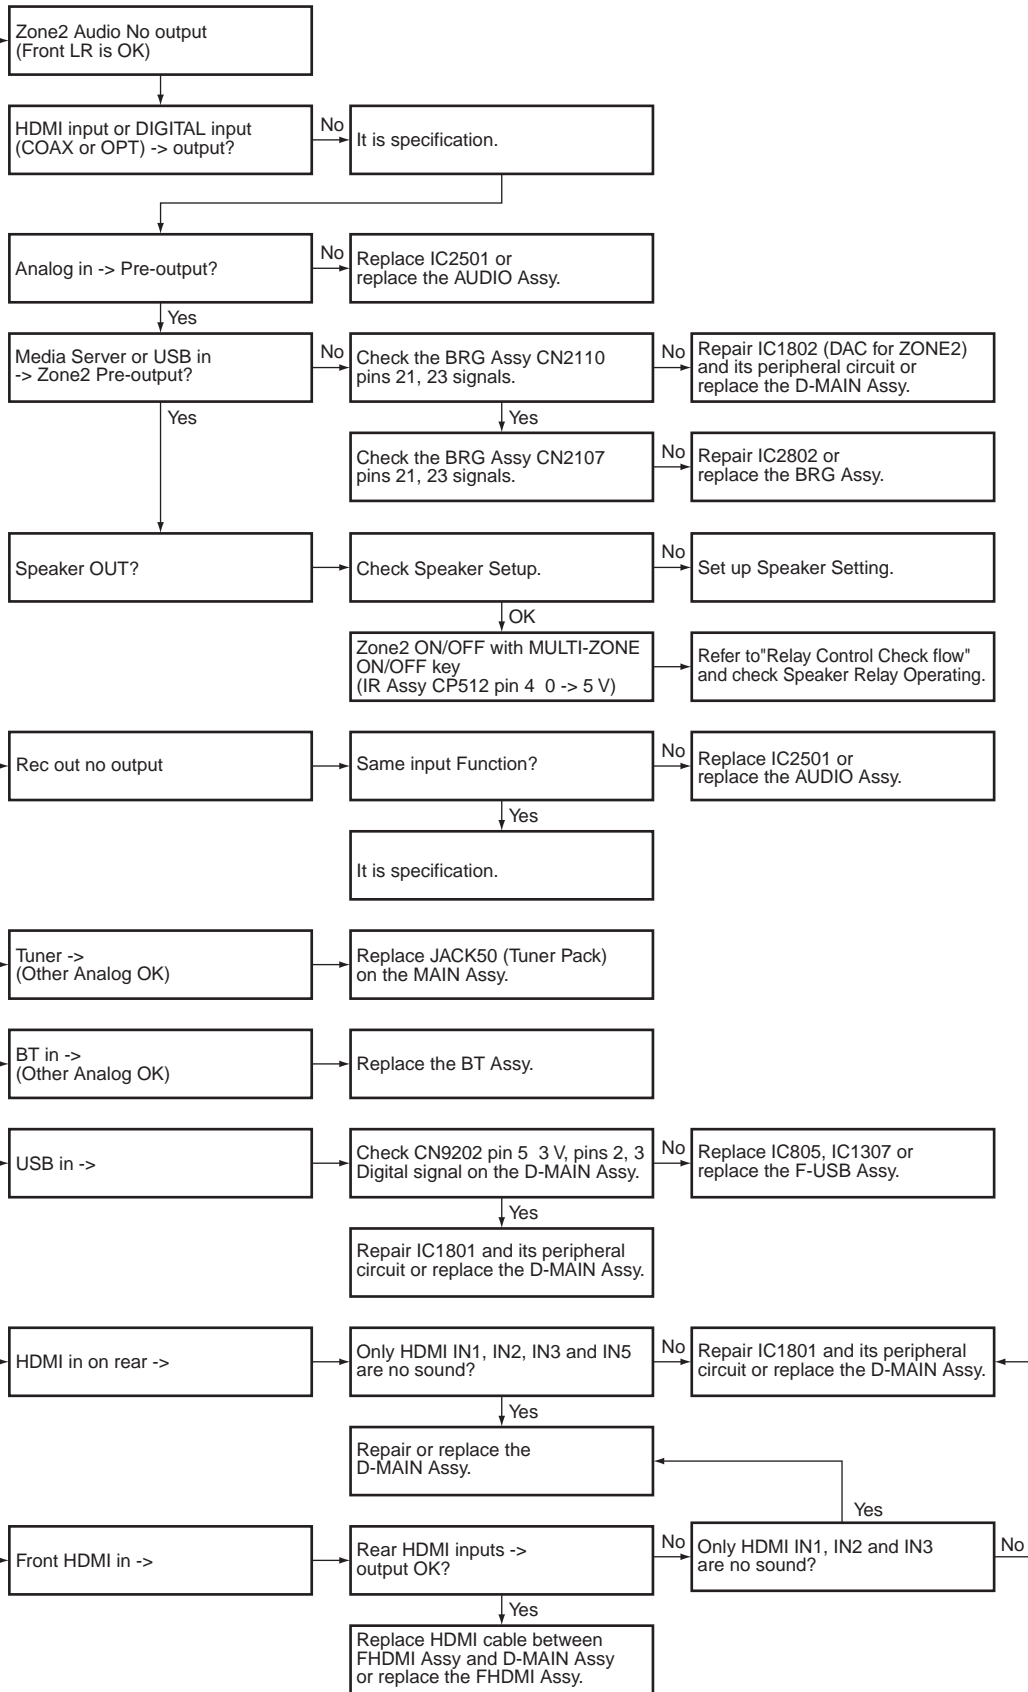 Zone2 Audio No output
(Front LR is OK)
HDMI input or DIGITAL input
(COAX or OPT) -> output?
No
It is specification.
Analog in -> Pre-output?
No
Replace IC2501 or
replace the AUDIO Assy.
Yes
Media Server or USB in
-> Zone2 Pre-output?
No
Check the BRG Assy CN2110
pins 21, 23 signals.
No
Repair IC1802 (DAC for ZONE2)
and its peripheral circuit or
replace the D-MAIN Assy.
Yes
Yes
Check the BRG Assy CN2107
pins 21, 23 signals.
No
Repair IC2802 or
replace the BRG Assy.
Speaker OUT?
Check Speaker Setup.
No
Set up Speaker Setting.
OK
Zone2 ON/OFF with MULTI-ZONE
ON/OFF key
(IR Assy CP512 pin 4 0 -> 5 V)
Refer to"Relay Control Check flow"
and check Speaker Relay Operating.
Rec out no output
Same input Function?
No
Replace IC2501 or
replace the AUDIO Assy.
Yes
It is specification.
Tuner ->
(Other Analog OK)
Replace JACK50 (Tuner Pack)
on the MAIN Assy.
BT in ->
(Other Analog OK)
Replace the BT Assy.
USB in ->
Check CN9202 pin 5 3 V, pins 2, 3
Digital signal on the D-MAIN Assy.
No
Replace IC805, IC1307 or
replace the F-USB Assy.
Yes
Repair IC1801 and its peripheral
circuit or replace the D-MAIN Assy.
HDMI in on rear ->
Only HDMI IN1, IN2, IN3 and IN5
are no sound?
No
Repair IC1801 and its peripheral
circuit or replace the D-MAIN Assy.
Yes
Repair or replace the
D-MAIN Assy.
Yes
Front HDMI in ->
Rear HDMI inputs ->
output OK?
No
Only HDMI IN1, IN2 and IN3
are no sound?
No
Yes
Replace HDMI cable between
FHDMI Assy and D-MAIN Assy
or replace the FHDMI Assy.